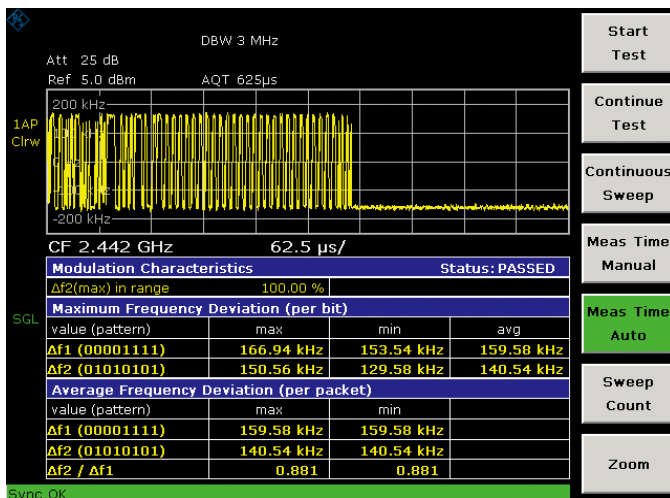 DBW 3 MHz
Att 25 dB
Ref 5.0 dBm AQT 625µs
200 kHz
1AP
Clrw
-200 kHz
CF 2.442 GHz 62.5 µs/
Modulation Characteristics Status: PASSED
Δf2(max) in range 100.00 %
Maximum Frequency Deviation (per bit)
SGL
value (pattern) max min avg
Δf1 (00001111) 166.94 kHz 153.54 kHz 159.58 kHz
Δf2 (01010101) 150.56 kHz 129.58 kHz 140.54 kHz
Average Frequency Deviation (per packet)
value (pattern) max min
Δf1 (00001111) 159.58 kHz 159.58 kHz
Δf2 (01010101) 140.54 kHz 140.54 kHz
Δf2 / Δf1 0.881 0.881
Sync OK
Start
Test
Continue
Test
Continuous
Sweep
Meas Time
Manual
Meas Time
Auto
Sweep
Count
Zoom